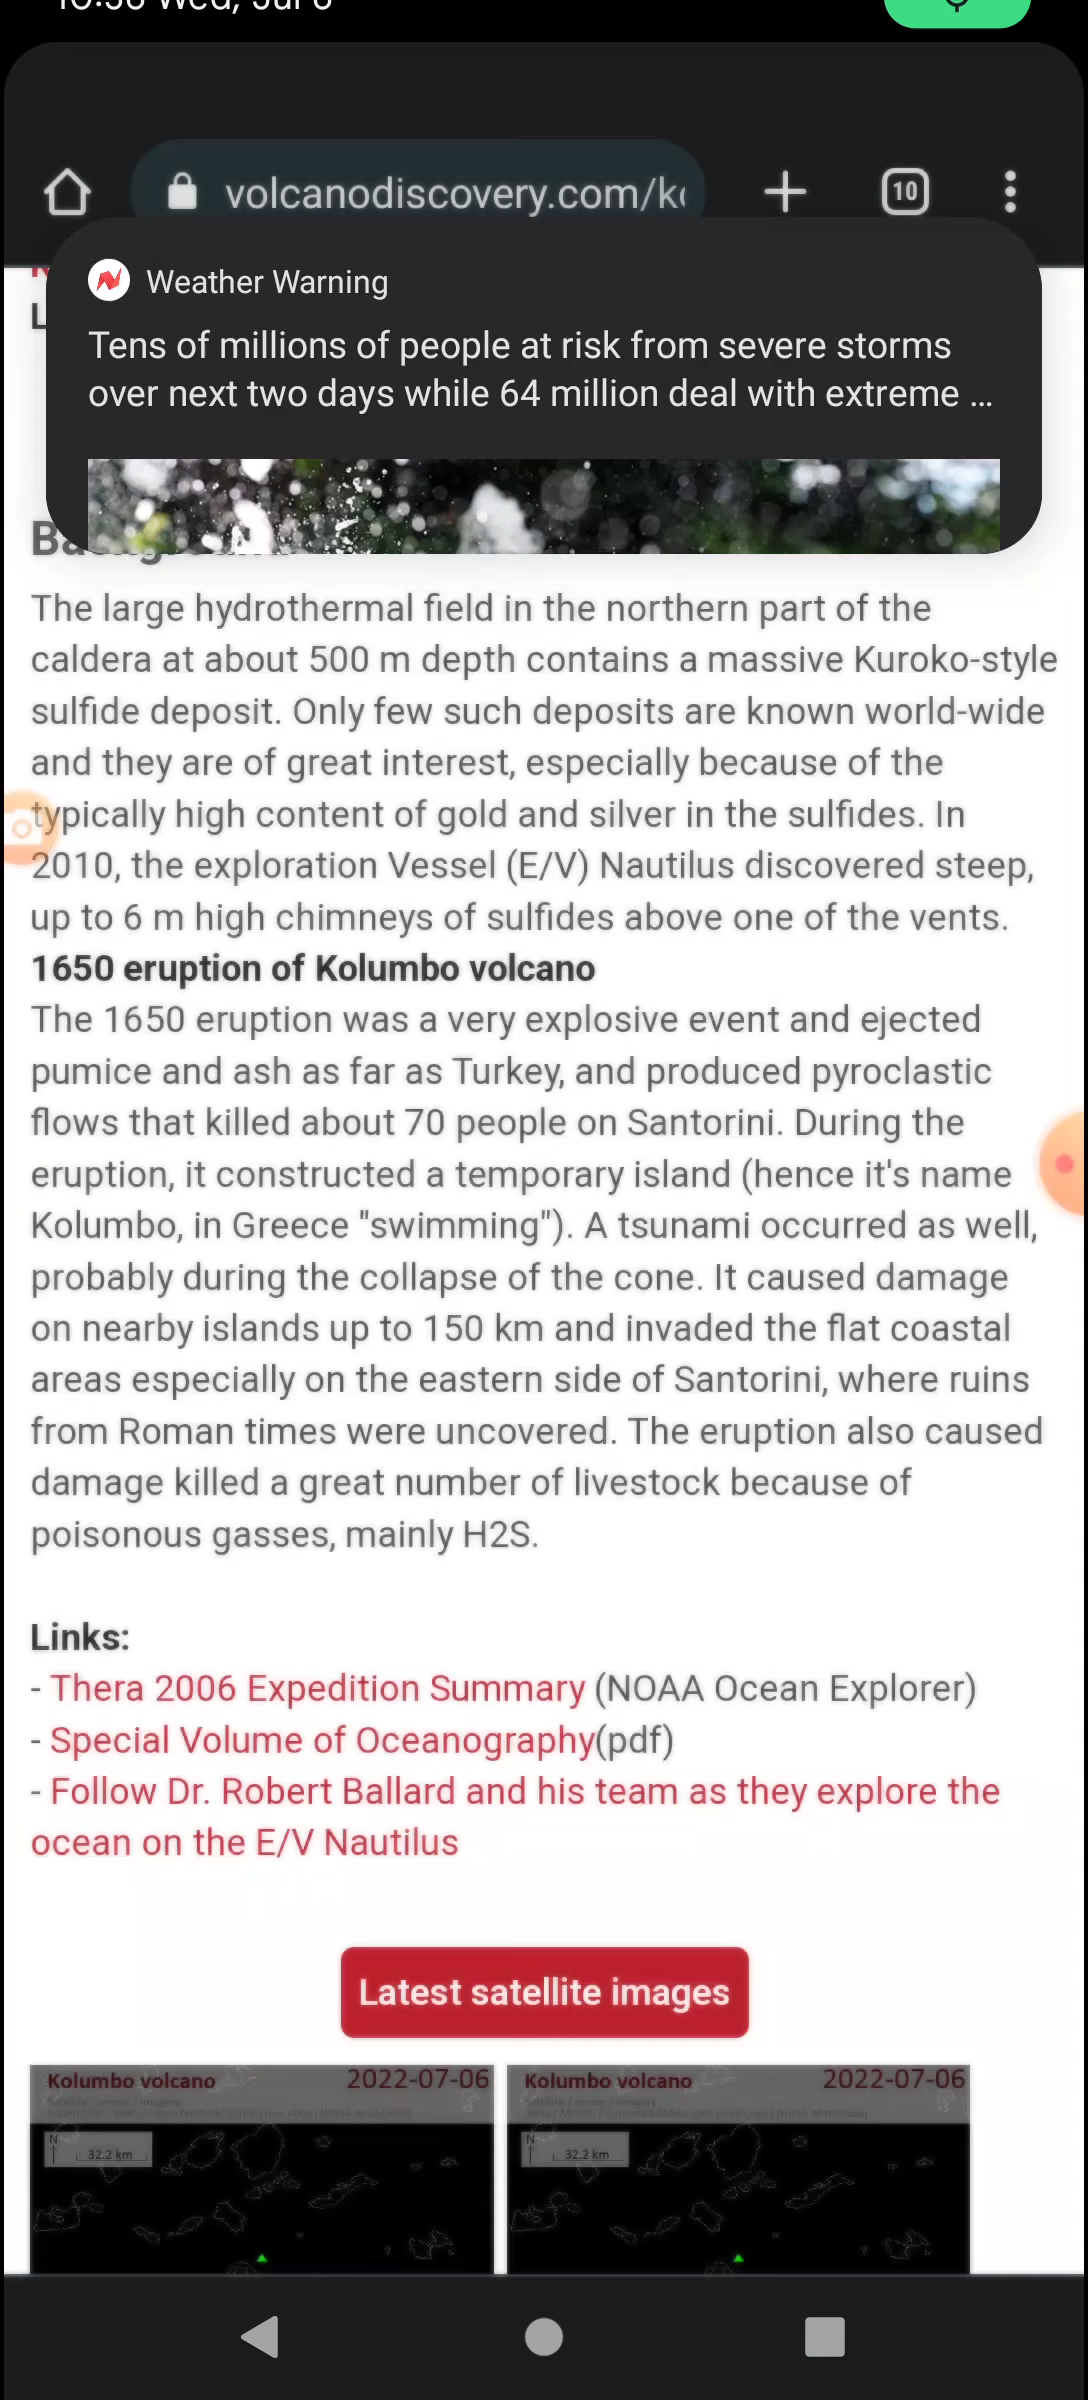 volcanodiscovery.com/k
10
Weather Warning
Tens of millions of people at risk from severe storms
over next two days while 64 million deal with extreme ...
L
The large hydrothermal field in the northern part of the
caldera at about 500 m depth contains a massive Kuroko-style
sulfide deposit. Only few such deposits are known world-wide
and they are of great interest, especially because of the
typically high content of gold and silver in the sulfides. In
2010, the exploration Vessel (E/V) Nautilus discovered steep,
up to 6 m high chimneys of sulfides above one of the vents.
1650 eruption of Kolumbo volcano
The 1650 eruption was a very explosive event and ejected
pumice and ash as far as Turkey, and produced pyroclastic
flows that killed about 70 people on Santorini. During the
eruption, it constructed a temporary island (hence it's name
Kolumbo, in Greece "swimming"). A tsunami occurred as well,
probably during the collapse of the cone. It caused damage
on nearby islands up to 150 km and invaded the flat coastal
areas especially on the eastern side of Santorini, where ruins
from Roman times were uncovered. The eruption also caused
damage killed a great number of livestock because of
poisonous gasses, mainly H2S.
Links:
- Thera 2006 Expedition Summary (NOAA Ocean Explorer)
- Special Volume of Oceanography(pdf)
- Follow Dr. Robert Ballard and his team as they explore the
ocean on the E/V Nautilus
Latest satellite images
Kolumbo volcano 2022-07-06
N 32.2 km
Kolumbo volcano 2022-07-06
N 32.2 km